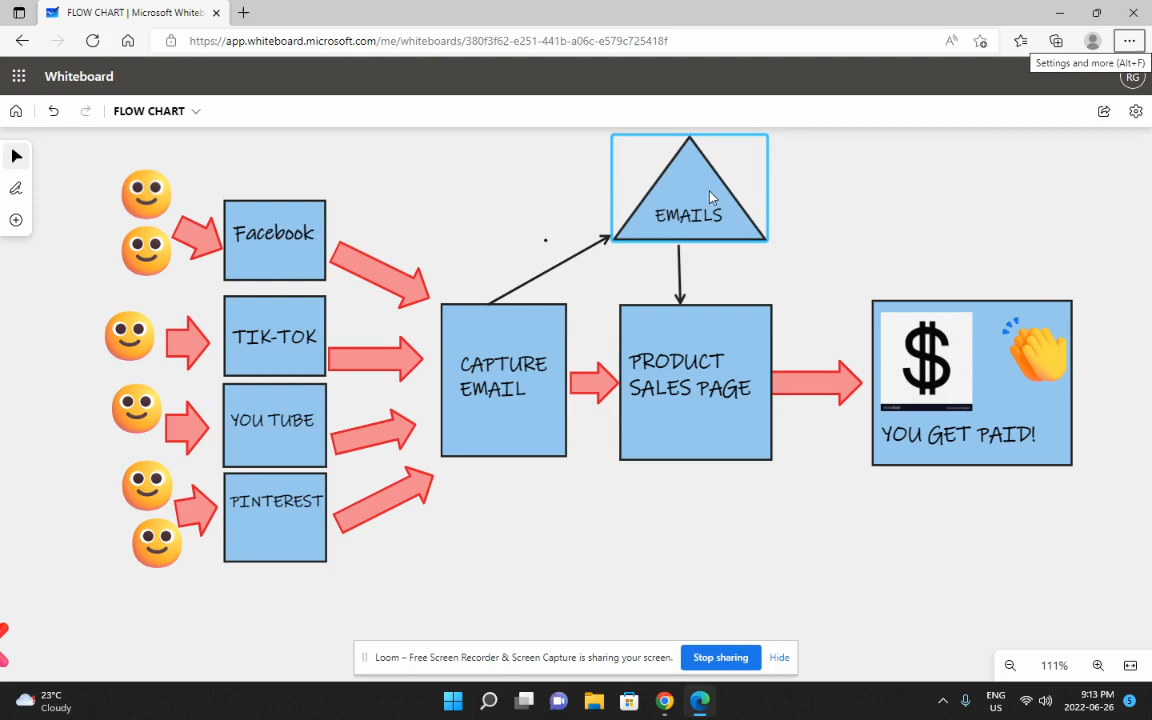 FLOW CHART | Microsoft Whiteb
https://app.whiteboard.microsoft.com/me/whiteboards/380f3f62-e251-441b-a06c-e579c725418f
Settings and more (Alt+F)
Whiteboard
RG
FLOW CHART
EMAILS
Facebook
TIK-TOK
CAPTURE
EMAIL
PRODUCT
SALES PAGE
$
YOU GET PAID!
YOU TUBE
PINTEREST
Loom – Free Screen Recorder & Screen Capture is sharing your screen.
Stop sharing
Hide
111%
23°C
Cloudy
ENG
US
9:13 PM
2022-06-26
5